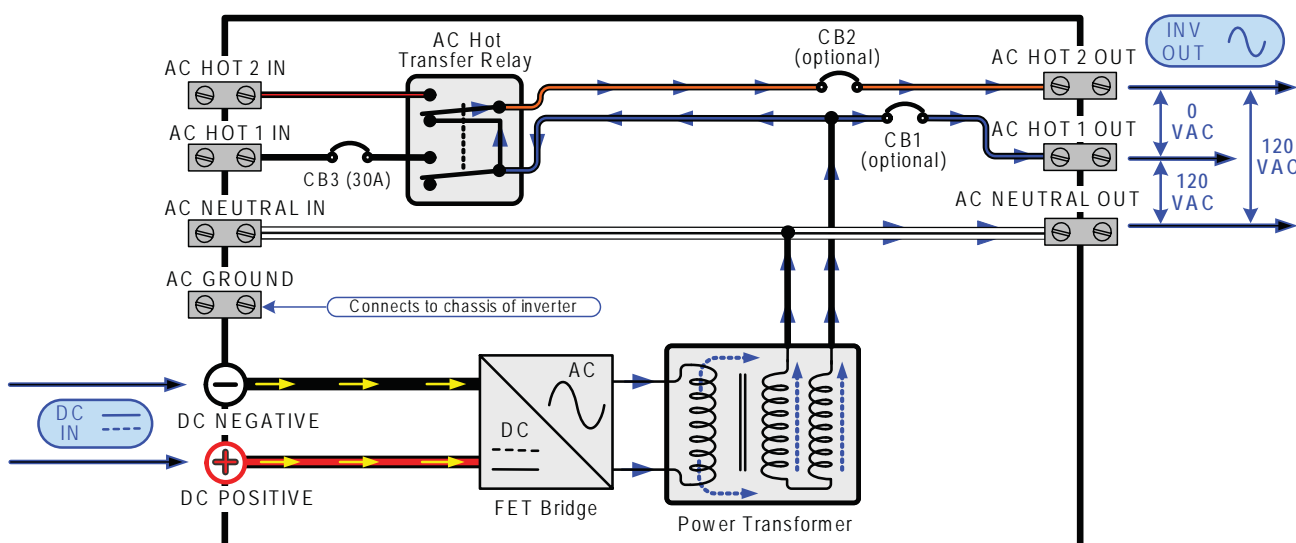 AC Hot
Transfer Relay
CB2
(optional)
INV
OUT
AC HOT 2 IN
AC HOT 2 OUT
AC HOT 1 IN
CB3 (30A)
CB1
(optional)
AC HOT 1 OUT
0
VAC
120
VAC
120
VAC
AC NEUTRAL IN
AC NEUTRAL OUT
AC GROUND
Connects to chassis of inverter
DC
IN
DC NEGATIVE
DC POSITIVE
AC
DC
FET Bridge
Power Transformer